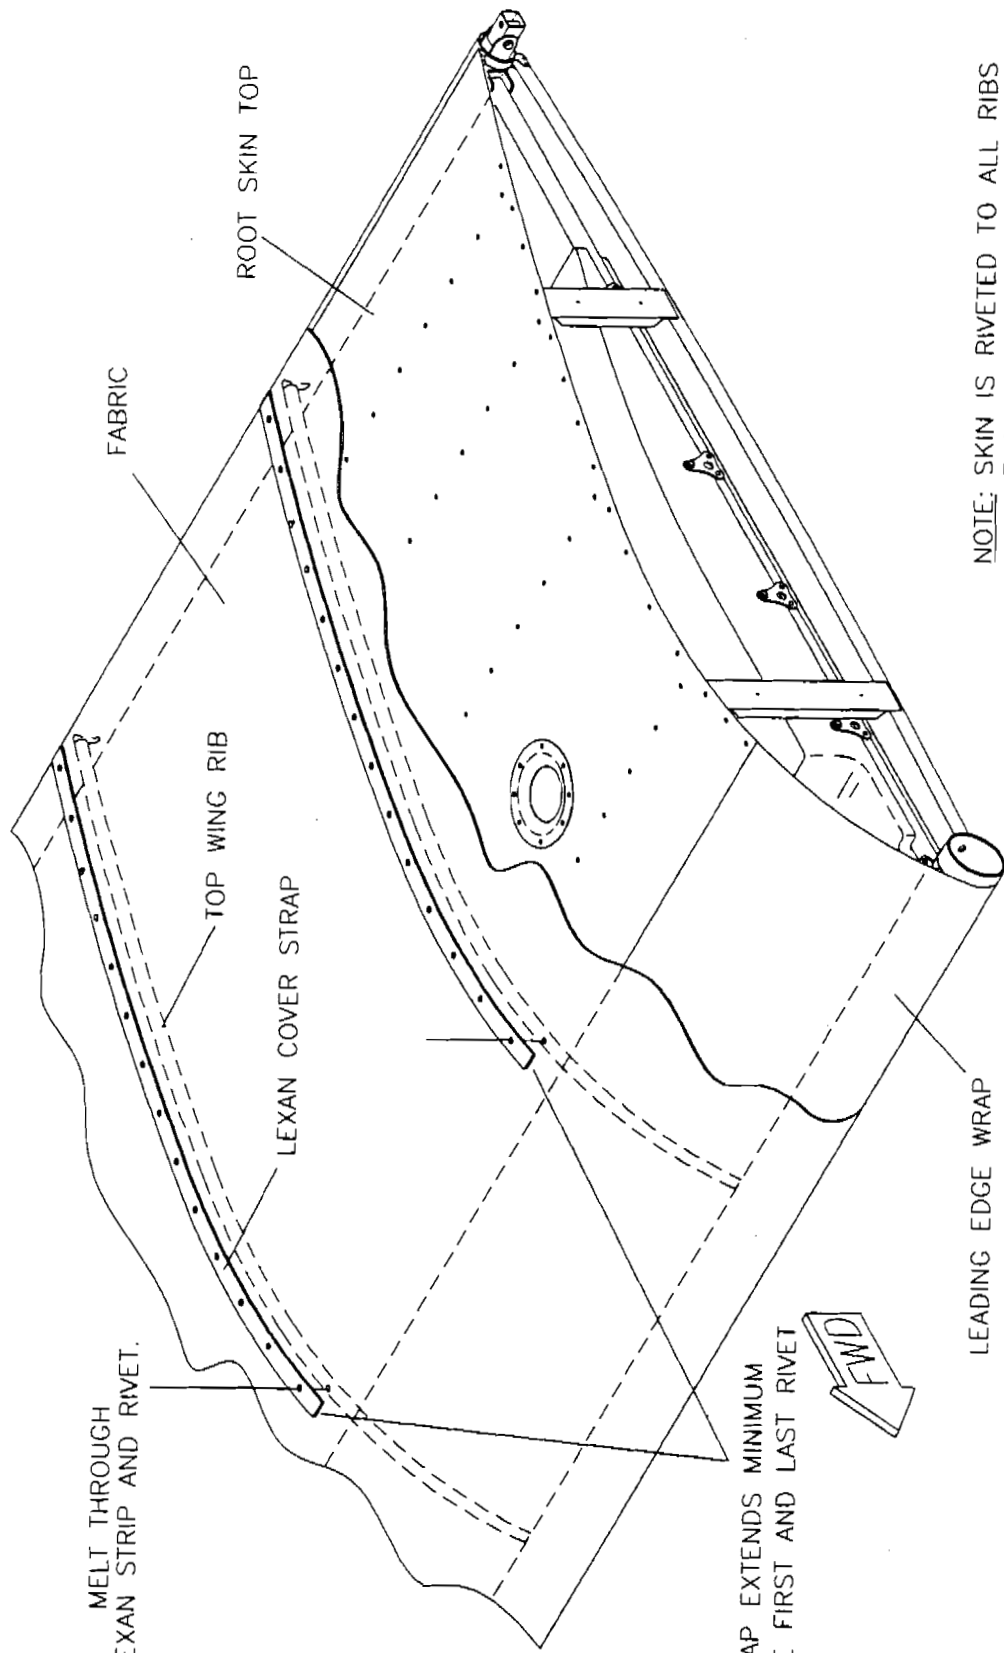 MELT THROUGH
EXAN STRIP AND RIVET.
AP EXTENDS MINIMUM
FIRST AND LAST RIVET
FWD
LEADING EDGE WRAP
LEXAN COVER STRAP
TOP WING RIB
FABRIC
ROOT SKIN TOP
NOTE: SKIN IS RIVETED TO ALL RIBS